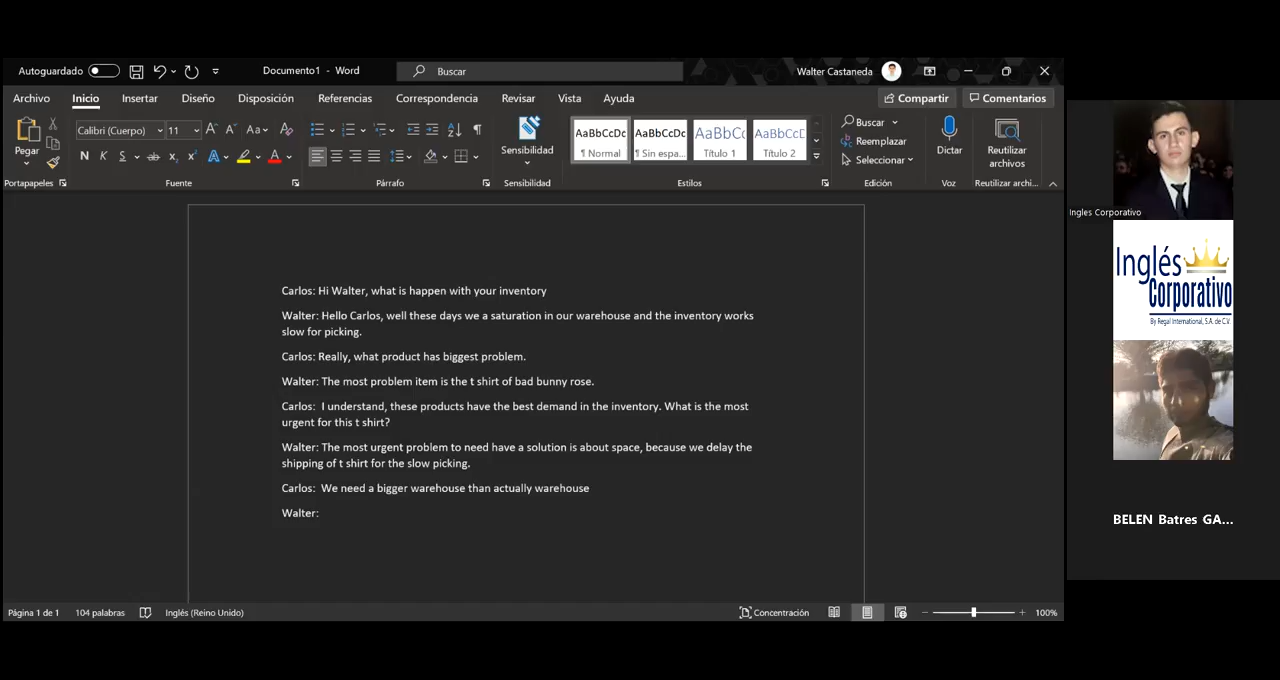 Autoguardado
Documento1 - Word
Buscar
Walter Castaneda
Archivo Inicio Insertar Diseño Disposición Referencias Correspondencia Revisar Vista Ayuda
Compartir Comentarios
Pegar
Calibri (Cuerpo) 11
N K S
AaBbCcDc AaBbCcDc AaBbC AaBbCcD
¶ Normal ¶ Sin espa... Título 1 Título 2
Sensibilidad
Buscar
Reemplazar
Seleccionar
Dictar
Reutilizar
archivos
Portapapeles Fuente Párrafo Sensibilidad Estilos Edición Voz Reutilizar archi...
Carlos: Hi Walter, what is happen with your inventory
Walter: Hello Carlos, well these days we a saturation in our warehouse and the inventory works
slow for picking.
Carlos: Really, what product has biggest problem.
Walter: The most problem item is the t shirt of bad bunny rose.
Carlos: I understand, these products have the best demand in the inventory. What is the most
urgent for this t shirt?
Walter: The most urgent problem to need have a solution is about space, because we delay the
shipping of t shirt for the slow picking.
Carlos: We need a bigger warehouse than actually warehouse
Walter:
Página 1 de 1 104 palabras Inglés (Reino Unido) Concentración 100%
Ingles Corporativo
Inglés
Corporativo
By Regal International, S.A. de C.V.
BELEN Batres GA...